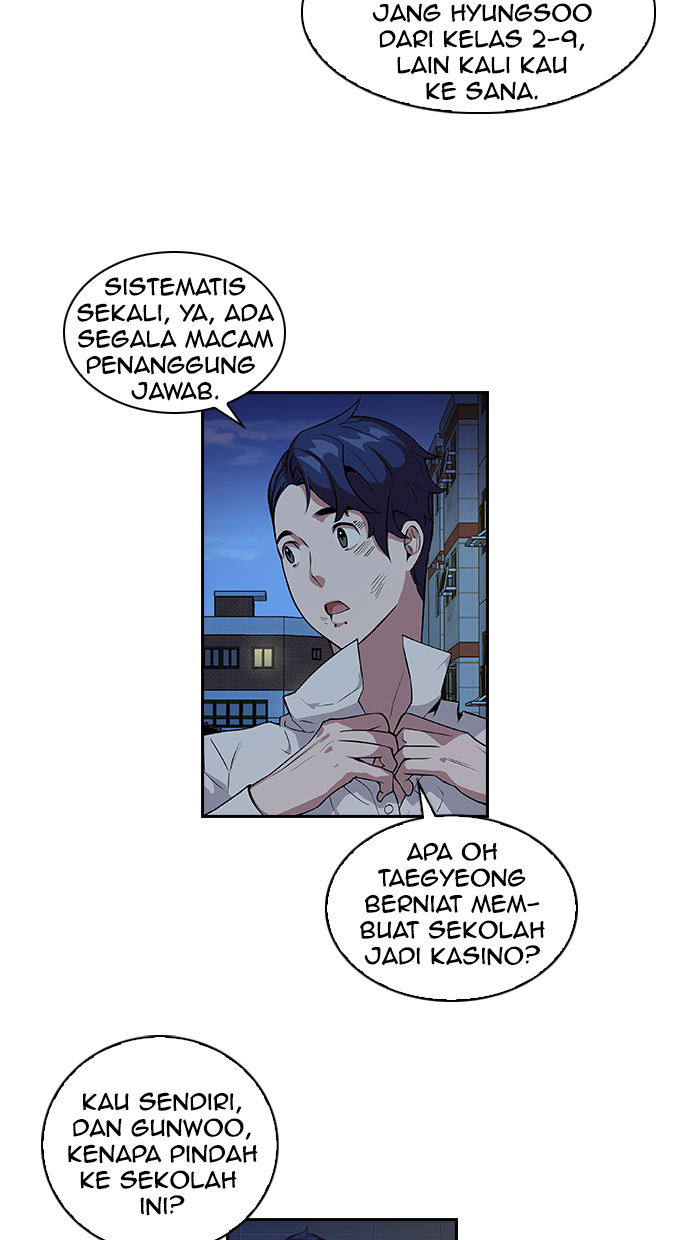 JANG HYUNGSOO
DARI KELAS 2-9,
LAIN KALI KAU
KE SANA.
SISTEMATIS
SEKALI, YA, ADA
SEGALA MACAM
PENANGGUNG
JAWAB.
APA OH
TAEGYEONG
BERNIAT MEM-
BUAT SEKOLAH
JADI KASINO?
KAU SENDIRI,
DAN GUNWOO,
KENAPA PINDAH
KE SEKOLAH
INI?